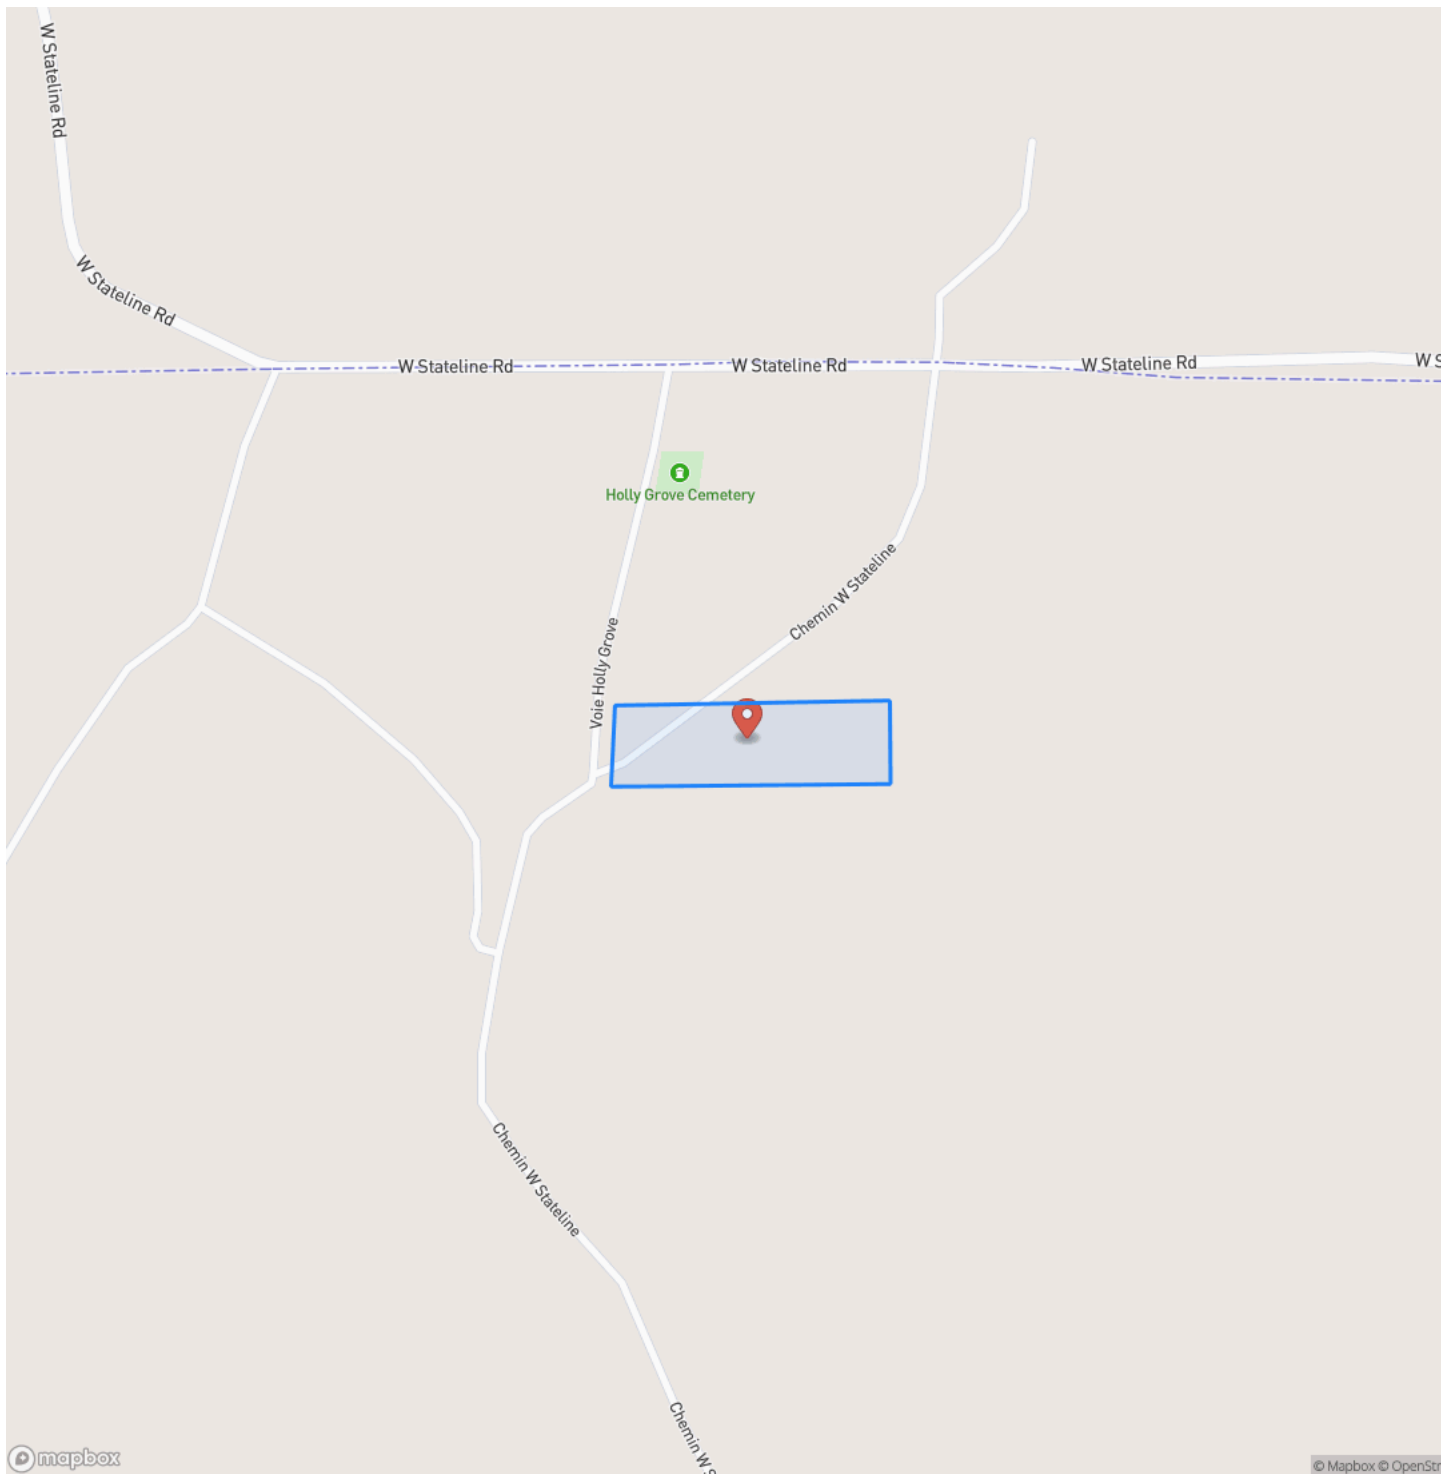 W Stateline Rd
W Stateline Rd
W Stateline Rd
W Stateline Rd
W Stateline Rd
W S
Holly Grove Cemetery
Chemin W Stateline
Voie Holly Grove
Chemin W Stateline
Chemin W S
mapbox
© Mapbox © OpenStr